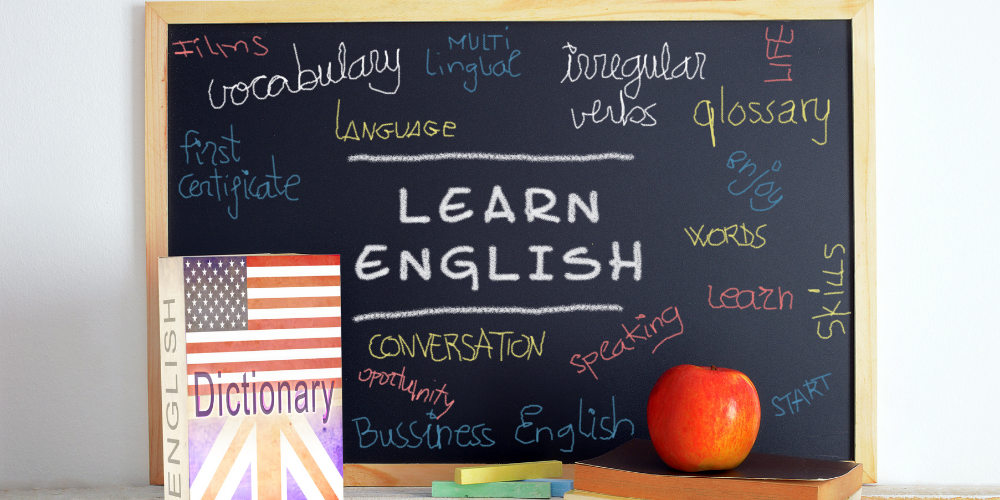 Films
vocabulary
MULTI
lingual
irregular
verbs
LIFE
LANGUAGE
glossary
first
certificate
enjoy
LEARN
ENGLISH
WORDS
skills
learn
CONVERSATION
speaking
oportunity
START
Bussiness English
ENGLISH
Dictionary